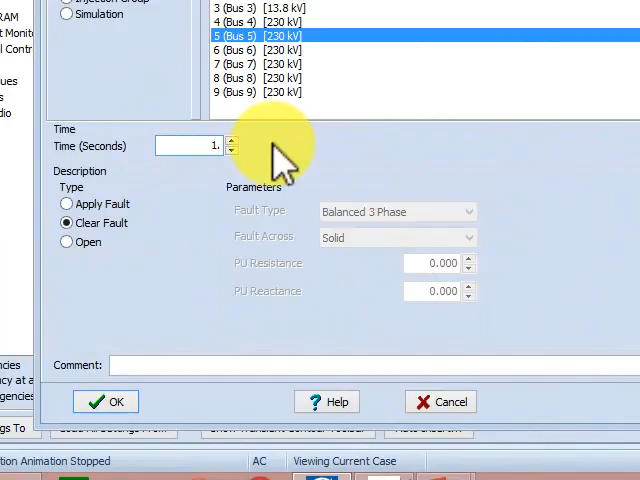 Injection Group
Simulation
3 (Bus 3) [13.8 kV]
4 (Bus 4) [230 kV]
5 (Bus 5) [230 kV]
6 (Bus 6) [230 kV]
7 (Bus 7) [230 kV]
8 (Bus 8) [230 kV]
9 (Bus 9) [230 kV]
RAM
t Monit
l Contr
ues
s
dio
Time
Time (Seconds) 1.
Description
Type
Apply Fault
Clear Fault
Open
Parameters
Fault Type Balanced 3 Phase
Fault Across Solid
PU Resistance 0.000
PU Reactance 0.000
Comment:
encies
ncy at a
ngencies
OK Help Cancel
gs To
tion Animation Stopped AC Viewing Current Case